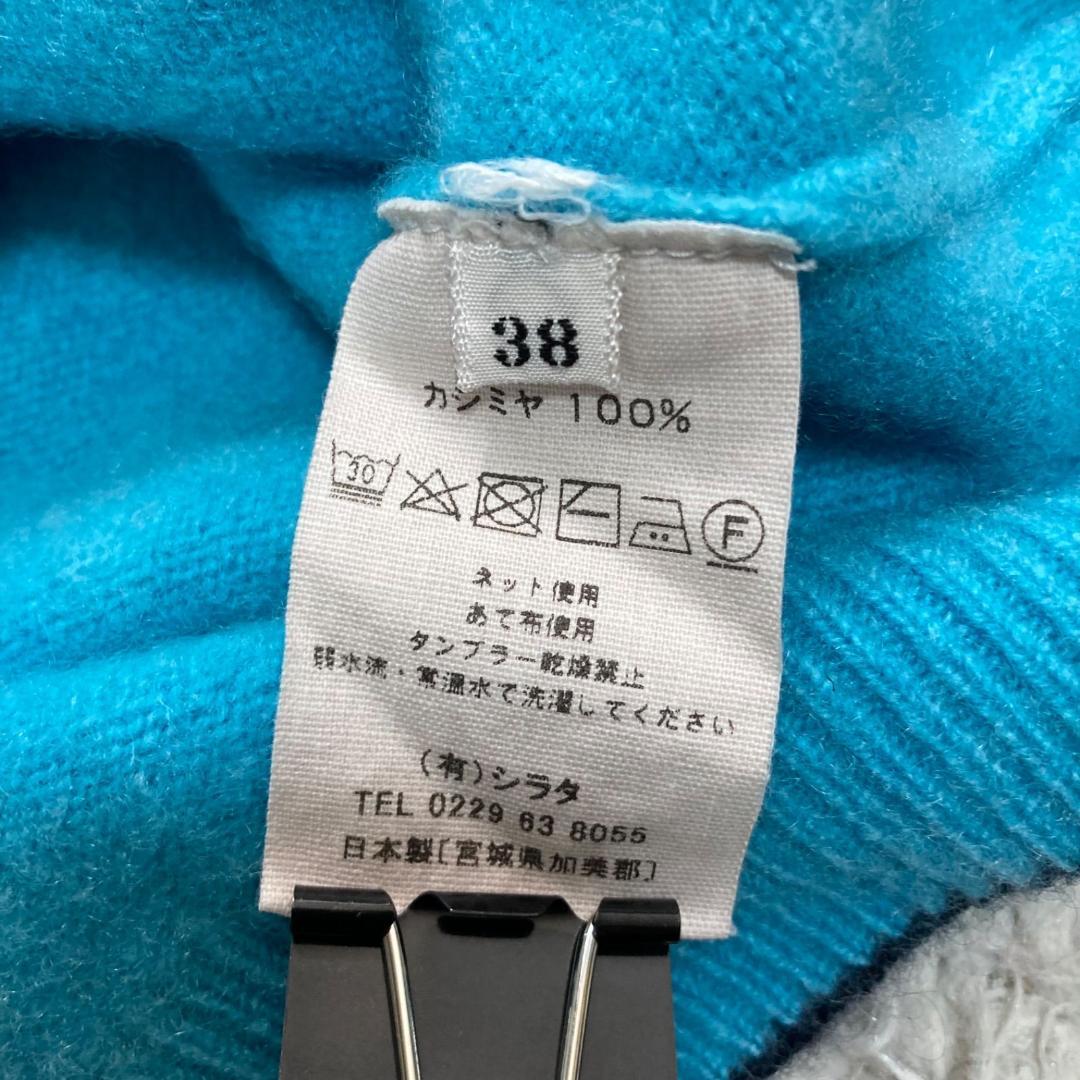 38
カシミヤ 100%
30 F
ネット使用
あて布使用
タンブラー乾燥禁止
弱水流・常温水で洗濯してください
(有)シラタ
TEL 0229 63 8055
日本製[宮城県加美郡]